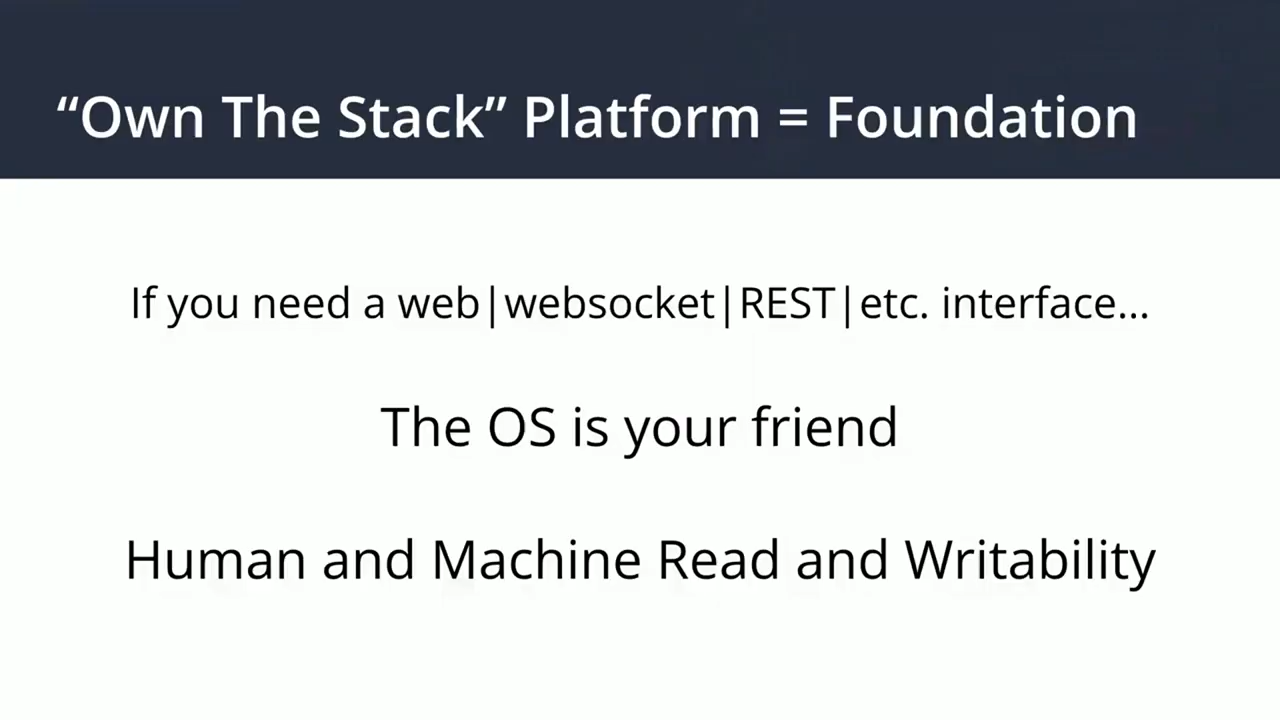 “Own The Stack” Platform = Foundation
If you need a web|websocket|REST|etc. interface...
The OS is your friend
Human and Machine Read and Writability